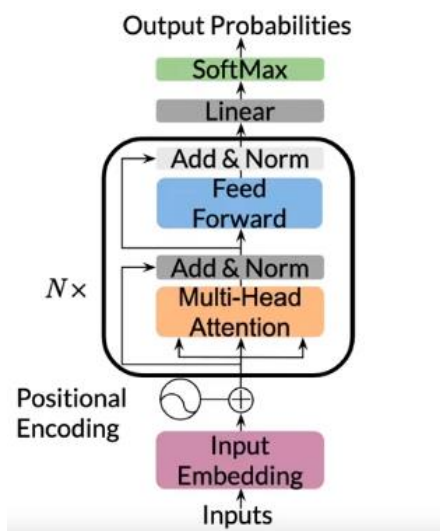 Output Probabilities
SoftMax
Linear
Add & Norm
Feed
Forward
Add & Norm
N×
Multi-Head
Attention
Positional
Encoding
Input
Embedding
Inputs